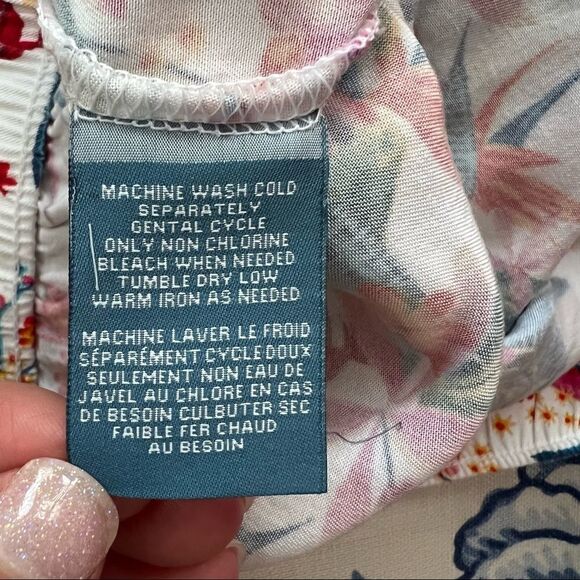 MACHINE WASH COLD
SEPARATELY
GENTAL CYCLE
ONLY NON CHLORINE
BLEACH WHEN NEEDED
TUMBLE DRY LOW
WARM IRON AS NEEDED
MACHINE LAVER LE FROID
SÉPARÉMENT CYCLE DOUX
SEULEMENT NON EAU DE
JAVEL AU CHLORE EN CAS
DE BESOIN CULBUTER SEC
FAIBLE FER CHAUD
AU BESOIN